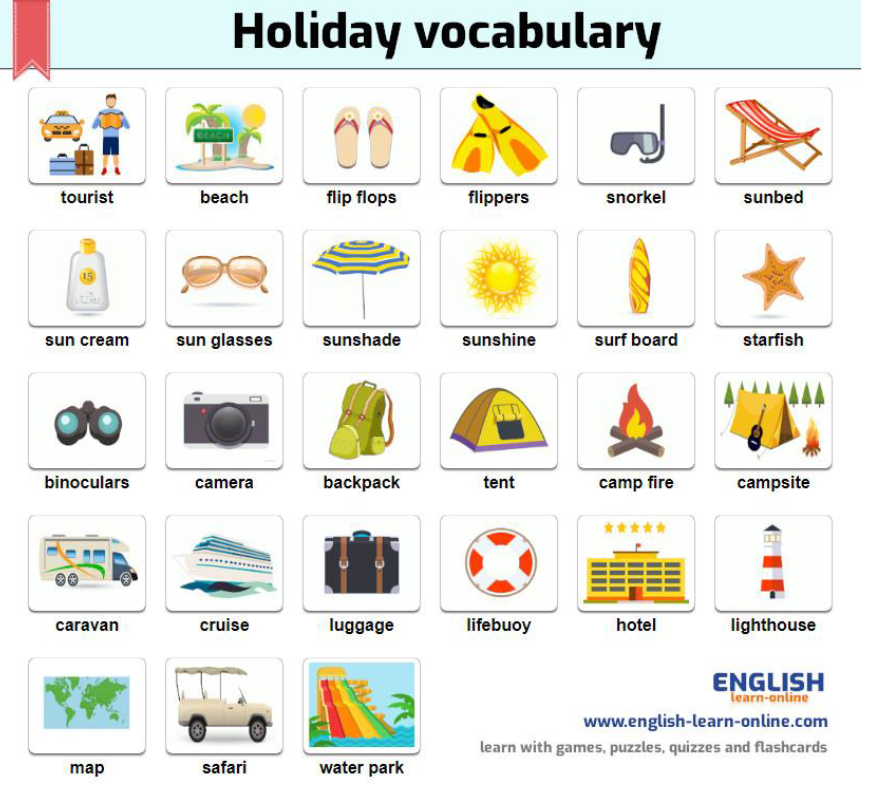 Holiday vocabulary
BEACH
tourist beach flip flops flippers snorkel sunbed
15
sun cream sun glasses sunshade sunshine surf board starfish
binoculars camera backpack tent camp fire campsite
caravan cruise luggage lifebuoy hotel lighthouse
ENGLISH
learn-online
www.english-learn-online.com
learn with games, puzzles, quizzes and flashcards
map safari water park